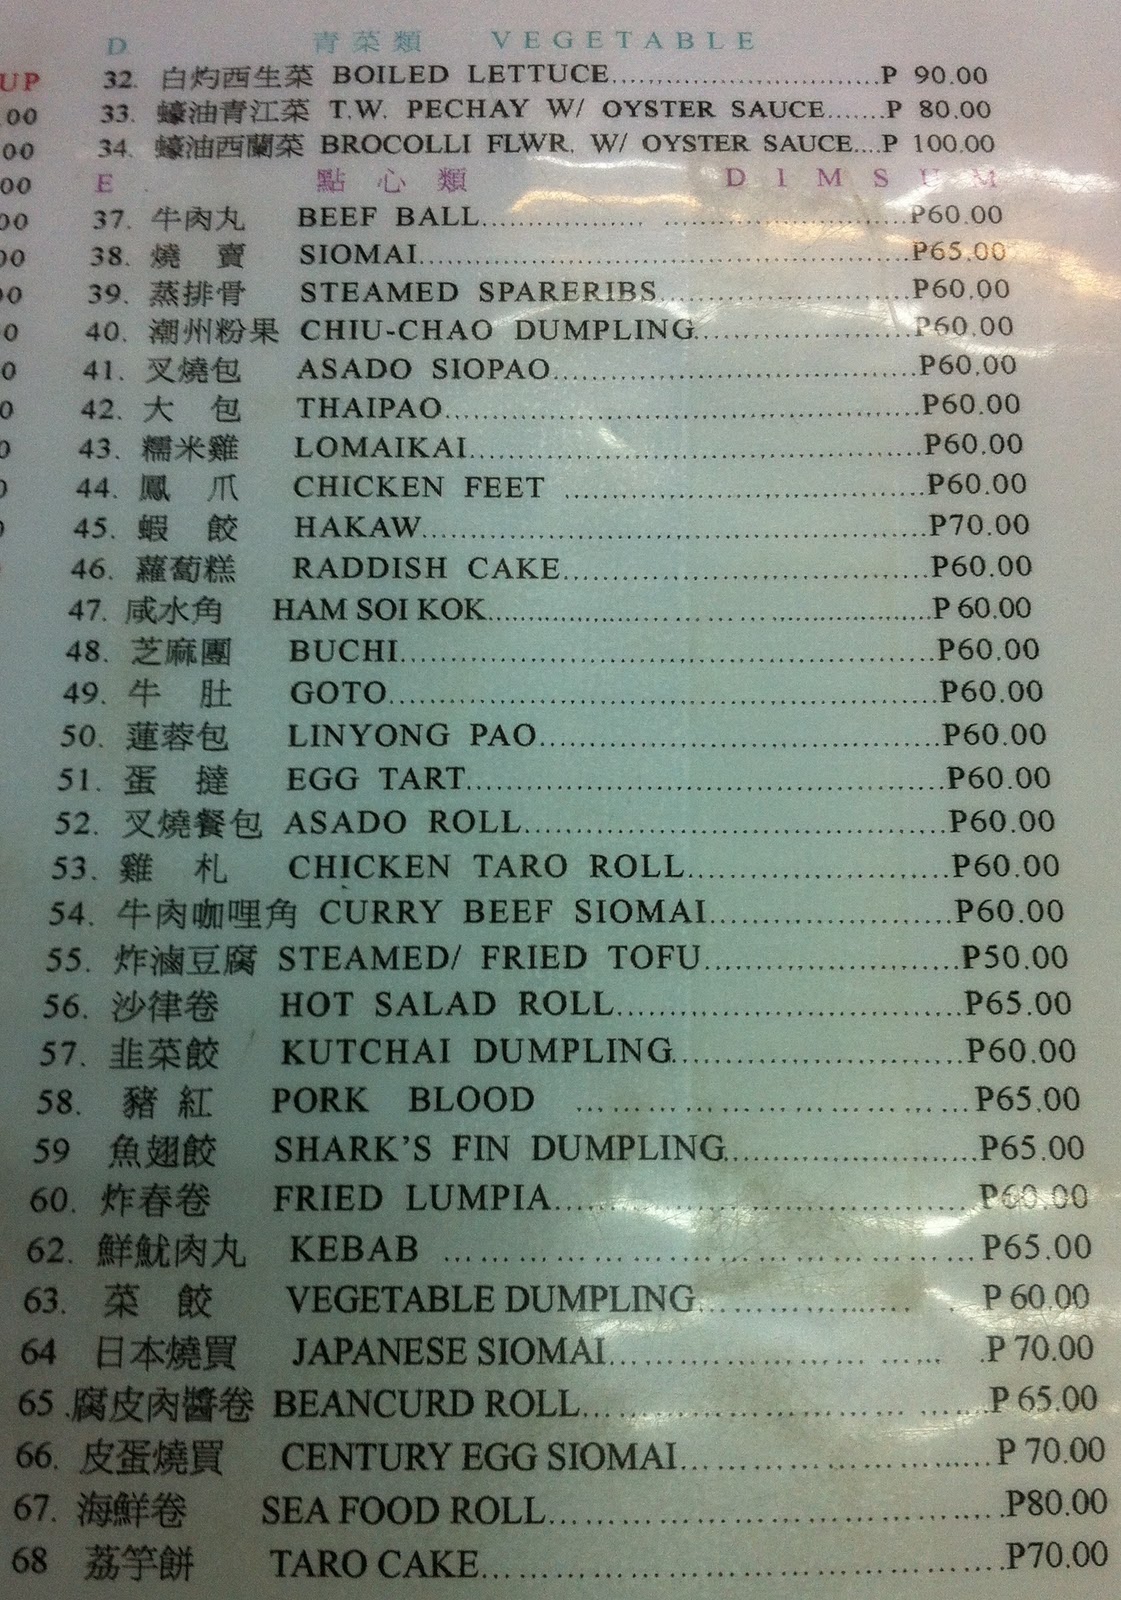 D 青菜類 VEGETABLE
UP
32. 白灼西生菜 BOILED LETTUCE P 90.00
.00
33. 蠔油青江菜 T.W. PECHAY W/ OYSTER SAUCE P 80.00
00
34. 蠔油西蘭菜 BROCOLLI FLWR. W/ OYSTER SAUCE P 100.00
00
E. 點心類 DIMSUM
00
37. 牛肉丸 BEEF BALL P60.00
00
38. 燒賣 SIOMAI P65.00
00
39. 蒸排骨 STEAMED SPARERIBS P60.00
0
40. 潮州粉果 CHIU-CHAO DUMPLING P60.00
0
41. 叉燒包 ASADO SIOPAO P60.00
0
42. 大包 THAIPAO P60.00
0
43. 糯米雞 LOMAIKAI P60.00
44. 鳳爪 CHICKEN FEET P60.00
45. 蝦餃 HAKAW P70.00
46. 蘿蔔糕 RADDISH CAKE P60.00
47. 咸水角 HAM SOI KOK P 60.00
48. 芝麻團 BUCHI P60.00
49. 牛肚 GOTO P60.00
50. 蓮蓉包 LINYONG PAO P60.00
51. 蛋撻 EGG TART P60.00
52. 叉燒餐包 ASADO ROLL P60.00
53. 雞札 CHICKEN TARO ROLL P60.00
54. 牛肉咖哩角 CURRY BEEF SIOMAI P60.00
55. 炸滷豆腐 STEAMED/ FRIED TOFU P50.00
56. 沙律卷 HOT SALAD ROLL P65.00
57. 韭菜餃 KUTCHAI DUMPLING P60.00
58. 豬紅 PORK BLOOD P65.00
59 魚翅餃 SHARK'S FIN DUMPLING P65.00
60. 炸春卷 FRIED LUMPIA P60.00
62. 鮮魷肉丸 KEBAB P65.00
63. 菜餃 VEGETABLE DUMPLING P 60.00
64 日本燒買 JAPANESE SIOMAI P 70.00
65 腐皮肉醬卷 BEANCURD ROLL P 65.00
66. 皮蛋燒買 CENTURY EGG SIOMAI P 70.00
67. 海鮮卷 SEA FOOD ROLL P80.00
68 荔竽餅 TARO CAKE P70.00